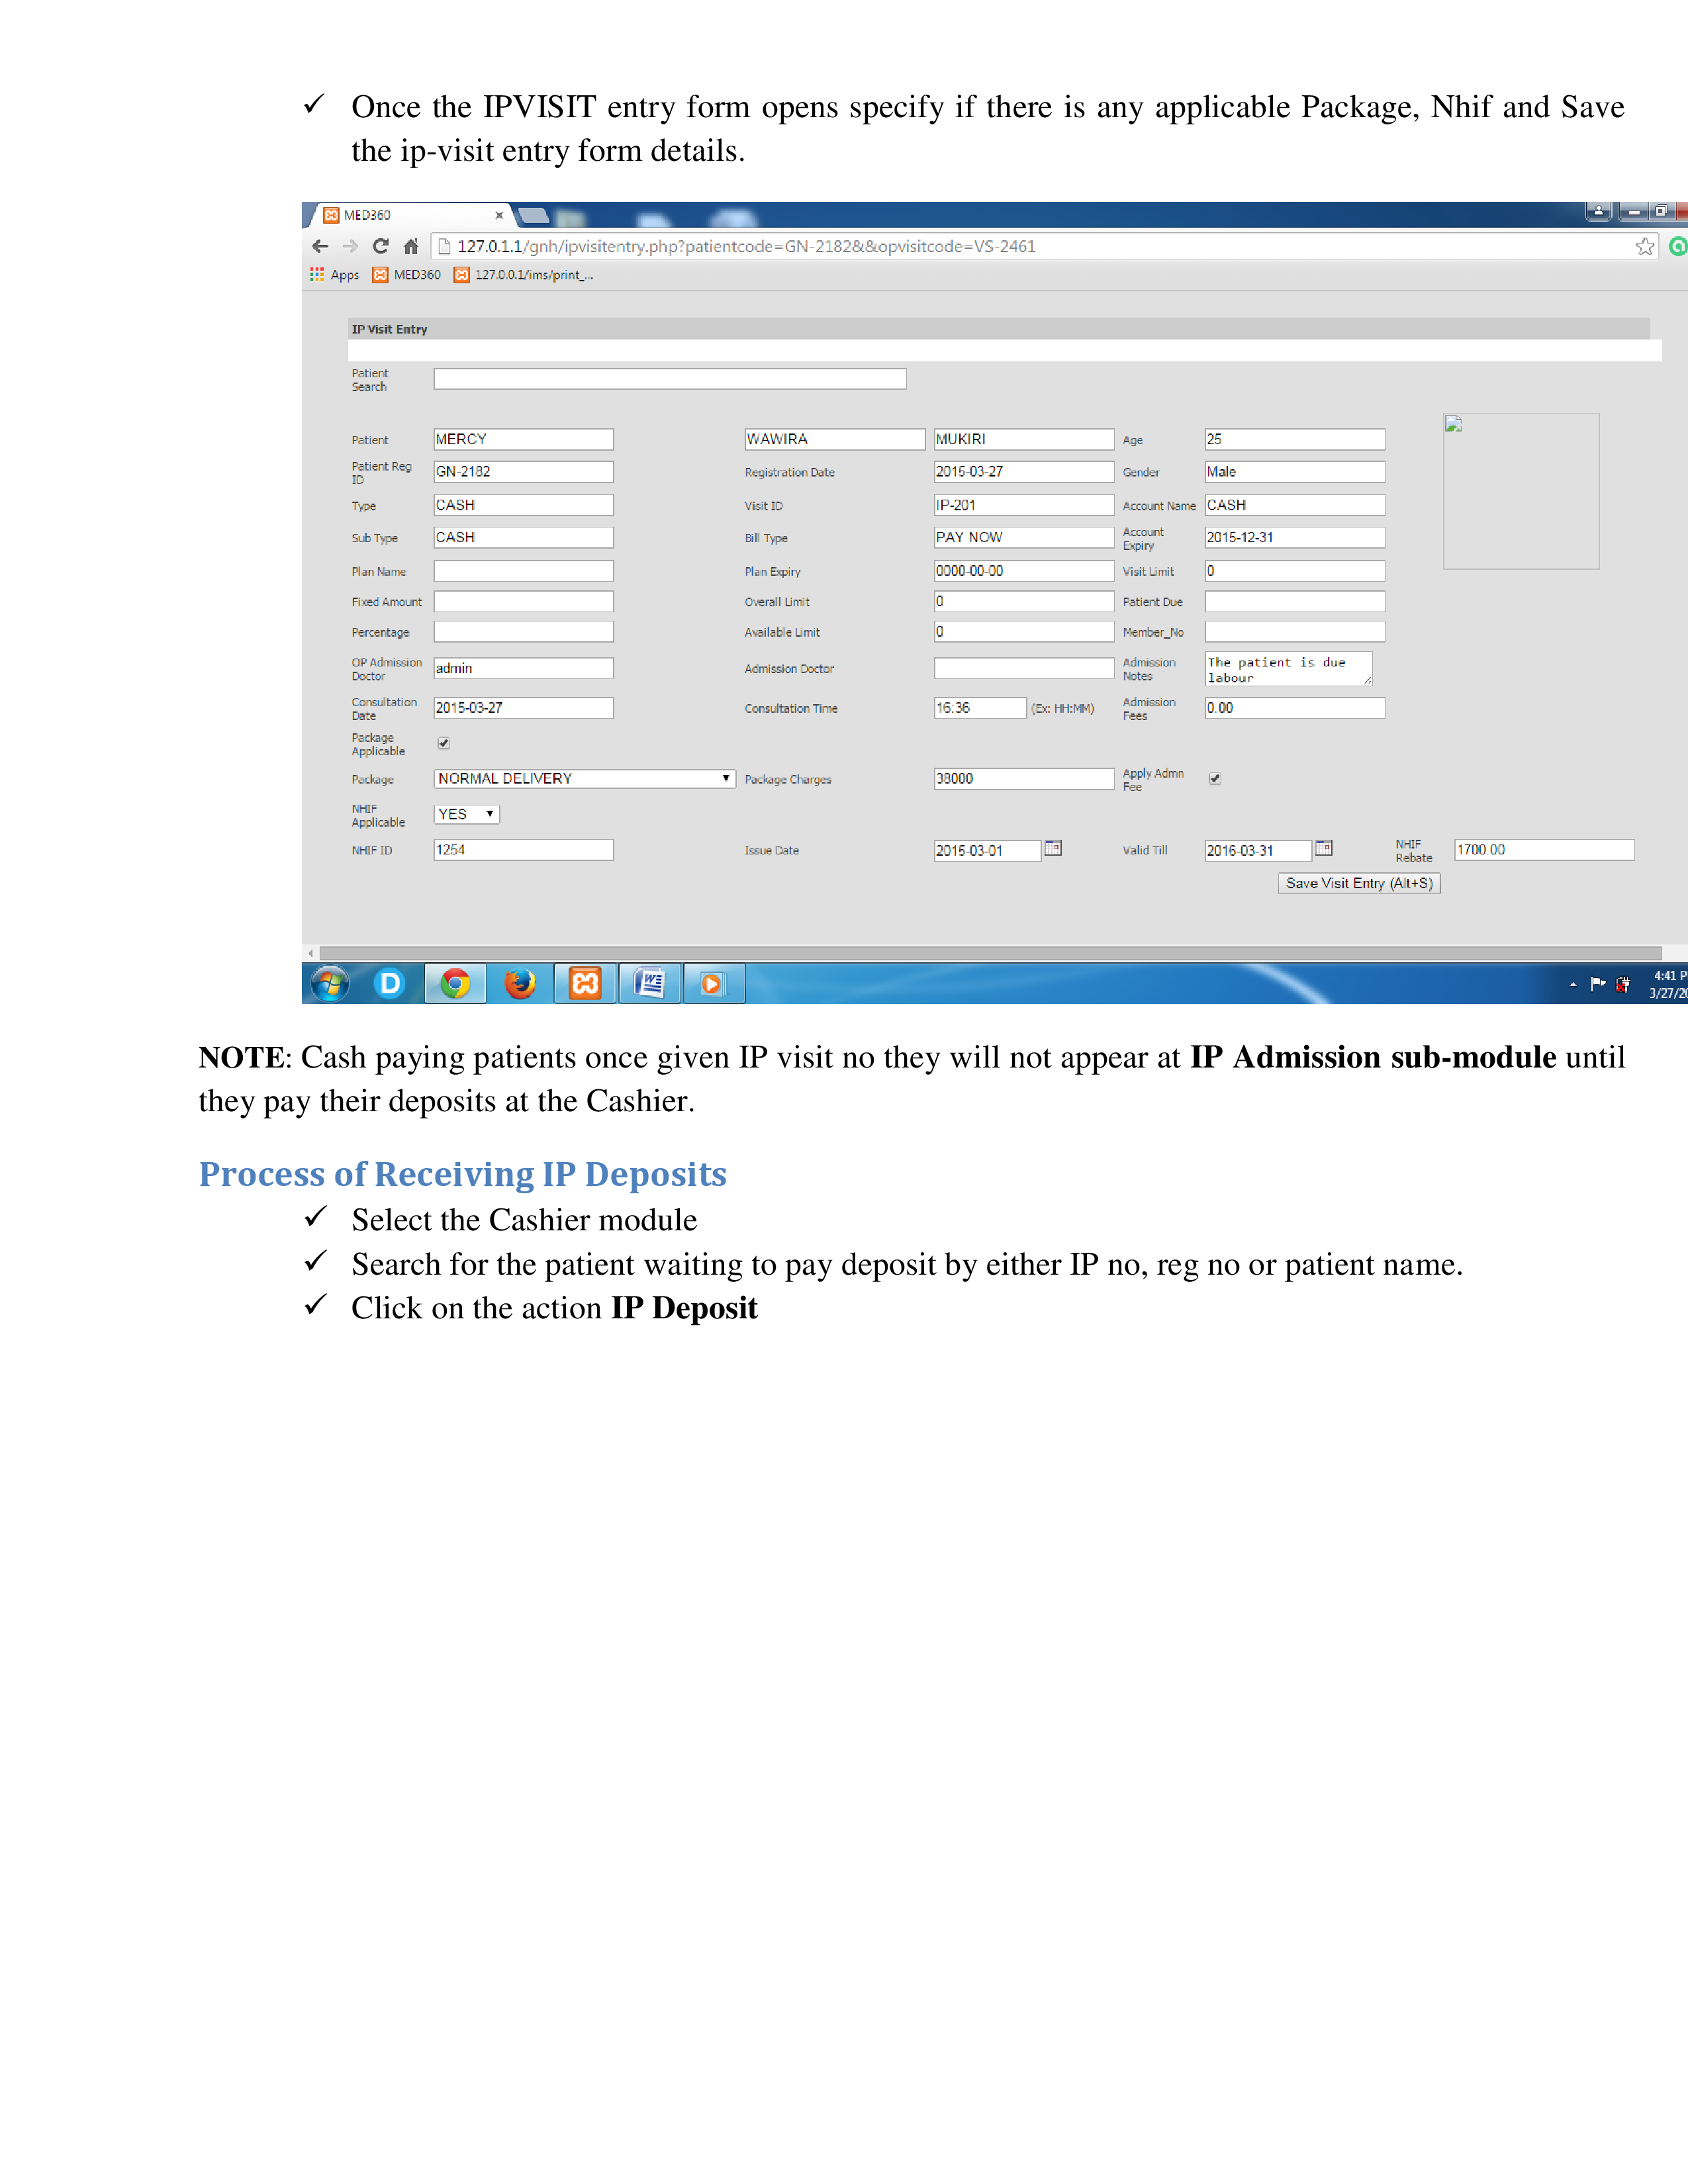 ✓ Once the IPVISIT entry form opens specify if there is any applicable Package, Nhif and Save
the ip-visit entry form details.
MED360
127.0.1.1/gnh/ipvisitentry.php?patientcode=GN-2182&&opvisitcode=VS-2461
Apps MED360 127.0.0.1/ims/print_...
IP Visit Entry
Patient
Search
Patient MERCY WAWIRA MUKIRI Age 25
Patient Reg
ID GN-2182 Registration Date 2015-03-27 Gender Male
Type CASH Visit ID IP-201 Account Name CASH
Sub Type CASH Bill Type PAY NOW Account
Expiry 2015-12-31
Plan Name Plan Expiry 0000-00-00 Visit Limit 0
Fixed Amount Overall Limit 0 Patient Due
Percentage Available Limit 0 Member_No
OP Admission
Doctor admin Admission Doctor Admission
Notes The patient is due
labour
Consultation
Date 2015-03-27 Consultation Time 16:36 (Ex: HH:MM) Admission
Fees 0.00
Package
Applicable
Package NORMAL DELIVERY Package Charges 38000 Apply Admn
Fee
NHIF
Applicable YES
NHIF ID 1254 Issue Date 2015-03-01 Valid Till 2016-03-31 NHIF
Rebate 1700.00
Save Visit Entry (Alt+S)
4:41 P
3/27/20
NOTE: Cash paying patients once given IP visit no they will not appear at IP Admission sub-module until
they pay their deposits at the Cashier.
Process of Receiving IP Deposits
✓ Select the Cashier module
✓ Search for the patient waiting to pay deposit by either IP no, reg no or patient name.
✓ Click on the action IP Deposit